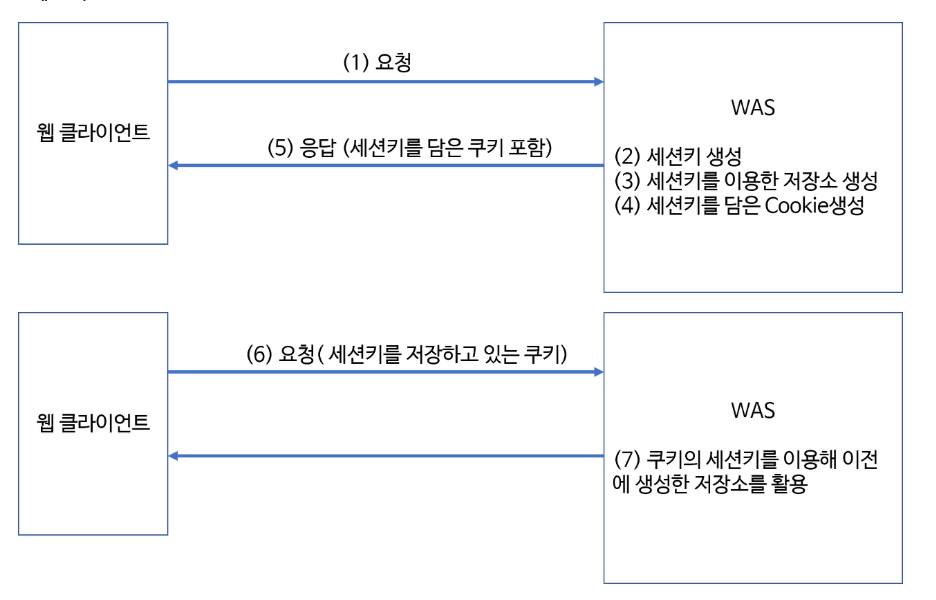 (1) 요청
웹 클라이언트
WAS
(5) 응답 (세션키를 담은 쿠키 포함)
(2) 세션키 생성
(3) 세션키를 이용한 저장소 생성
(4) 세션키를 담은 Cookie생성
(6) 요청( 세션키를 저장하고 있는 쿠키)
웹 클라이언트
WAS
(7) 쿠키의 세션키를 이용해 이전
에 생성한 저장소를 활용